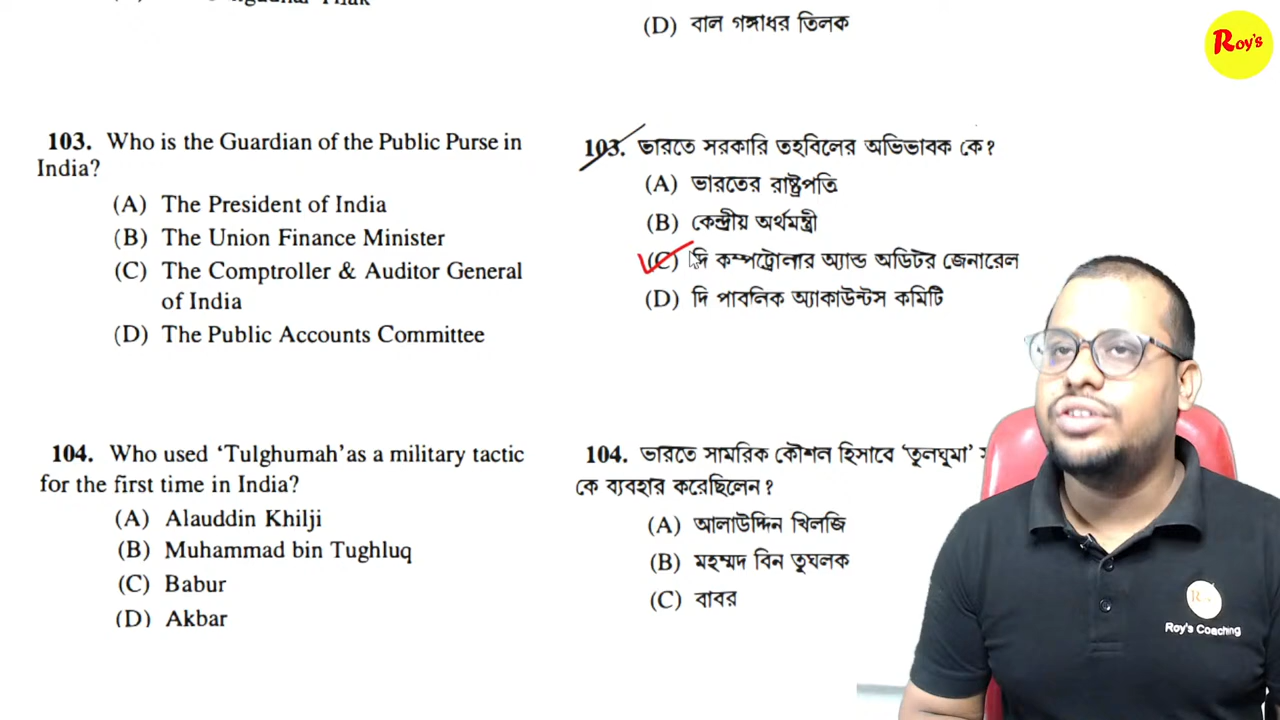 (D) বাল গঙ্গাধর তিলক
Roy's
103. Who is the Guardian of the Public Purse in
India?
(A) The President of India
(B) The Union Finance Minister
(C) The Comptroller & Auditor General
of India
(D) The Public Accounts Committee
103. ভারতে সরকারি তহবিলের অভিভাবক কে?
(A) ভারতের রাষ্ট্রপতি
(B) কেন্দ্রীয় অর্থমন্ত্রী
(C) দি কম্পট্রোলার অ্যান্ড অডিটর জেনারেল
(D) দি পাবলিক অ্যাকাউন্টস কমিটি
104. Who used ‘Tulghumah’as a military tactic
for the first time in India?
(A) Alauddin Khilji
(B) Muhammad bin Tughluq
(C) Babur
(D) Akbar
104. ভারতে সামরিক কৌশল হিসাবে ‘তুলঘুমা’
কে ব্যবহার করেছিলেন?
(A) আলাউদ্দিন খিলজি
(B) মহম্মদ বিন তুঘলক
(C) বাবর
Roy's Coaching